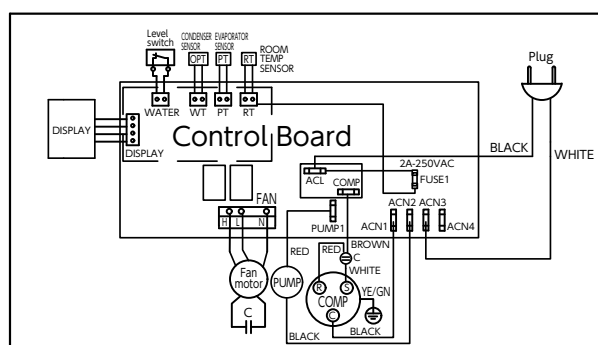 Level
switch
CONDENSER
SENSOR
EVAPORATOR
SENSOR
OPT
PT
RT
ROOM
TEMP
SENSOR
Plug
WATER
WT
PT
RT
DISPLAY
DISPLAY
Control Board
BLACK
WHITE
2A-250VAC
ACL
FUSE1
COMP
FAN
H
L
N
PUMP1
ACN1
ACN2
ACN3
ACN4
RED
RED
BROWN
C
WHITE
Fan
motor
PUMP
R
S
COMP
C
YE/GN
C
BLACK
BLACK